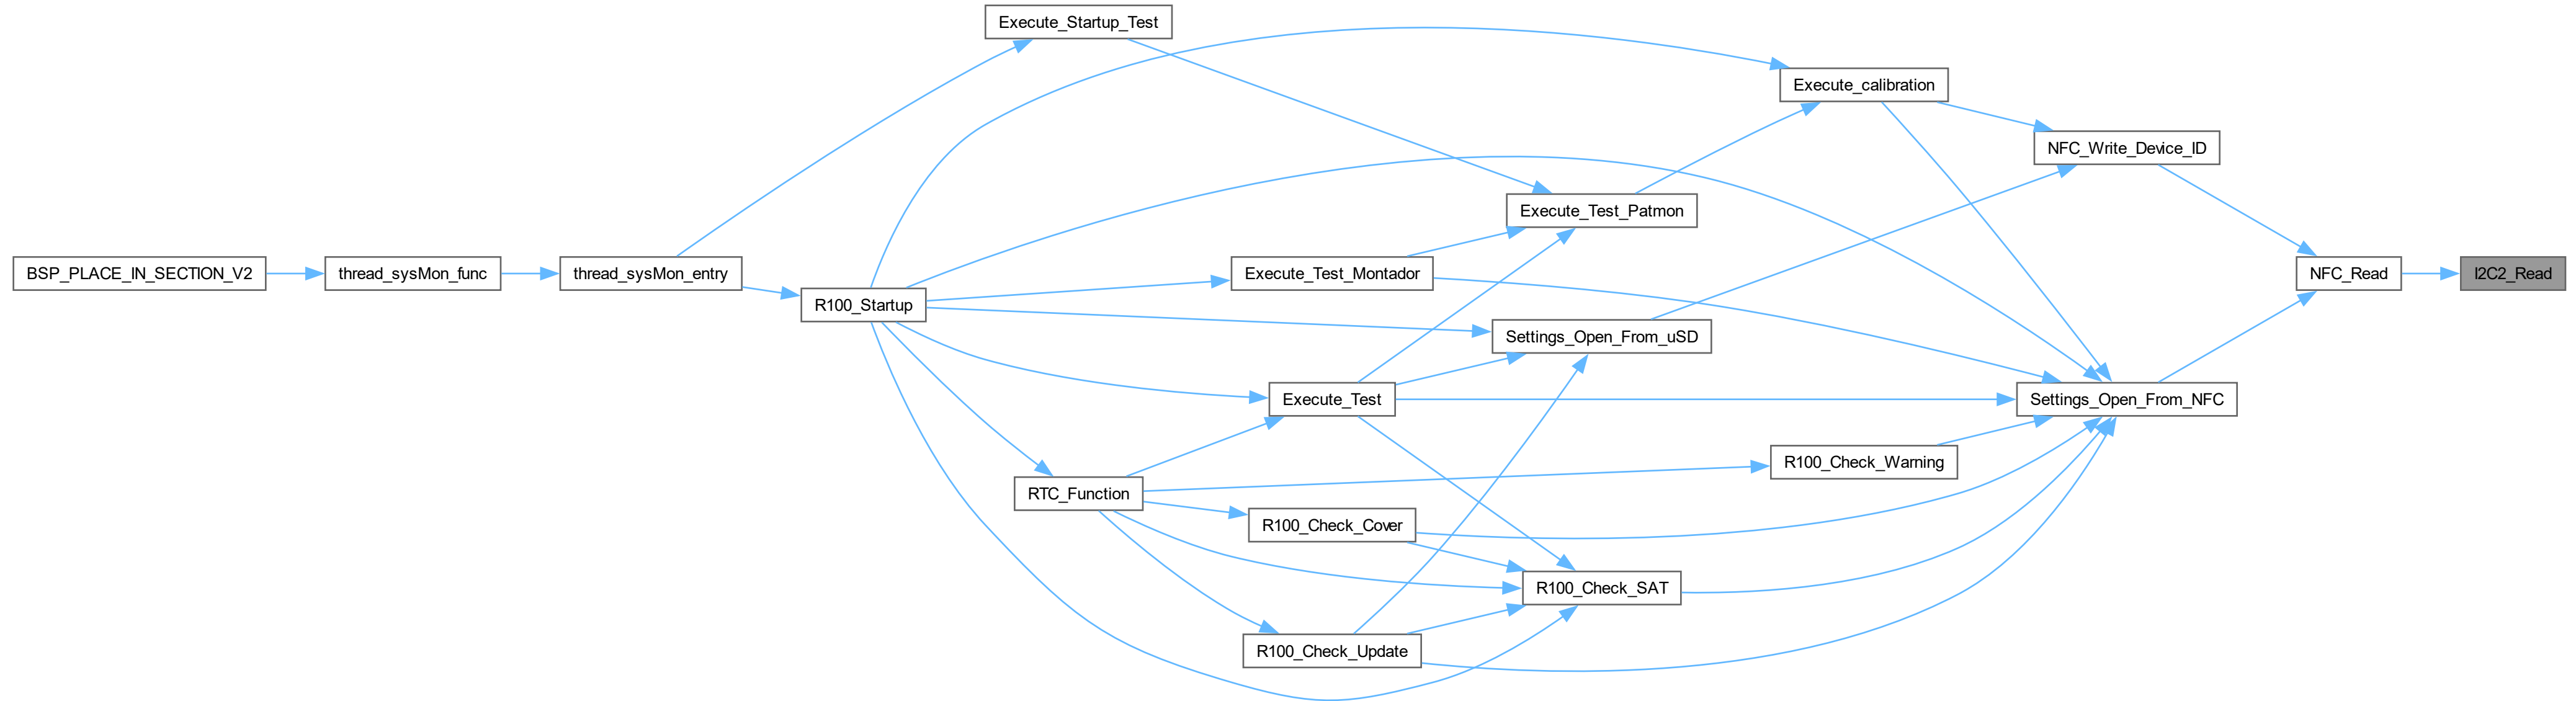 Execute_Startup_Test
Execute_calibration
NFC_Write_Device_ID
Execute_Test_Patmon
BSP_PLACE_IN_SECTION_V2
thread_sysMon_func
thread_sysMon_entry
Execute_Test_Montador
NFC_Read
I2C2_Read
R100_Startup
Settings_Open_From_uSD
Execute_Test
Settings_Open_From_NFC
R100_Check_Warning
RTC_Function
R100_Check_Cover
R100_Check_SAT
R100_Check_Update